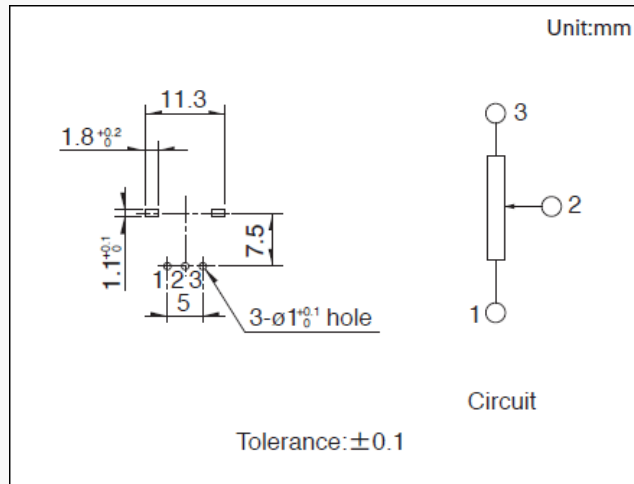 Unit:mm
11.3
1.8 +0.2 0
3
2
1.1 +0.1 0
7.5
1 2 3
5
3-ø1 +0.1 0 hole
1
Circuit
Tolerance:±0.1